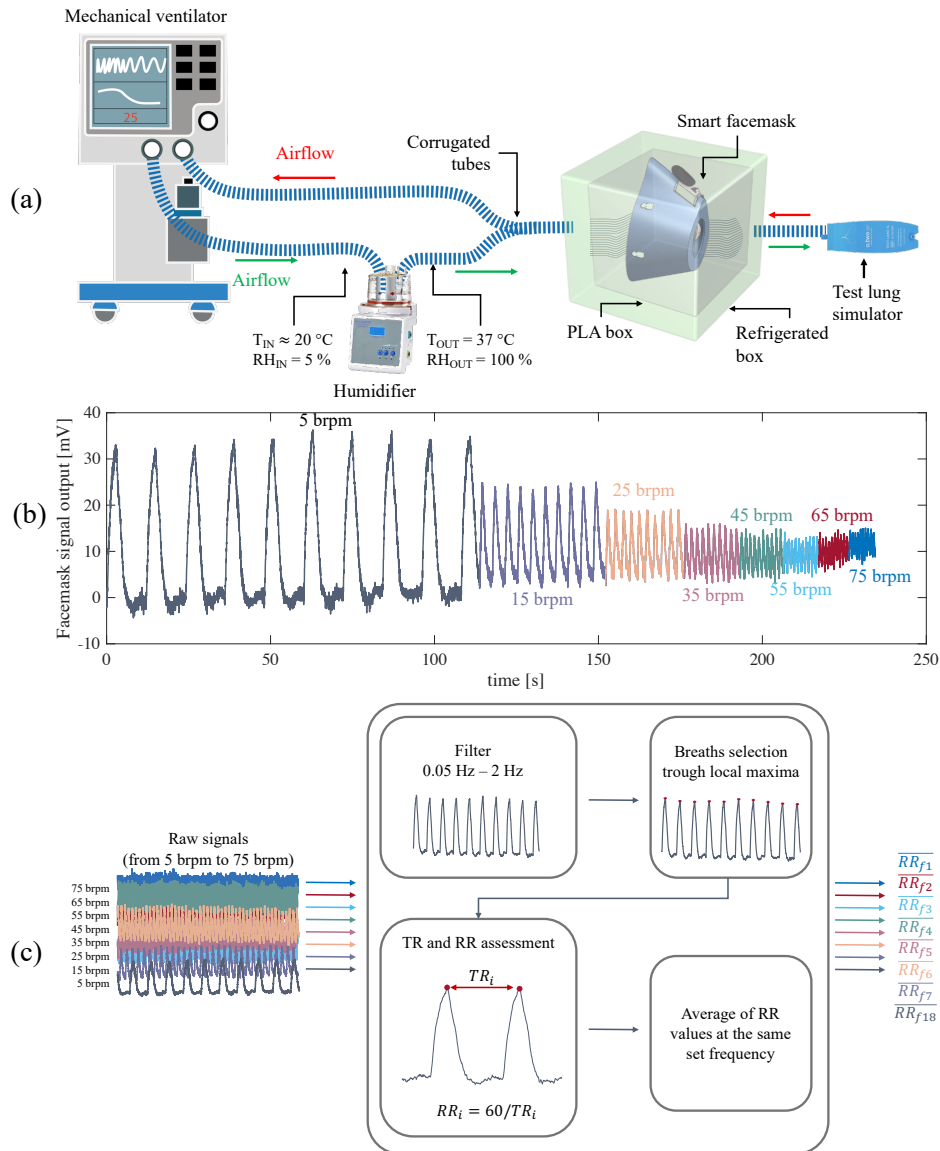 Mechanical ventilator
25
Airflow
Corrugated
tubes
Smart facemask
(a)
Airflow
T_IN ≈ 20 °C
RH_IN = 5 %
T_OUT = 37 °C
RH_OUT = 100 %
Humidifier
PLA box
Refrigerated
box
Test lung
simulator
(b)
Facemask signal output [mV]
40
30
20
10
0
-10
5 brpm
15 brpm
25 brpm
35 brpm
45 brpm
55 brpm
65 brpm
75 brpm
0
50
100
150
200
250
time [s]
(c)
Raw signals
(from 5 brpm to 75 brpm)
75 brpm
65 brpm
55 brpm
45 brpm
35 brpm
25 brpm
15 brpm
5 brpm
Filter
0.05 Hz – 2 Hz
Breaths selection
trough local maxima
TR and RR assessment
TR_i
RR_i = 60/TR_i
Average of RR
values at the same
set frequency
RR_f1
RR_f2
RR_f3
RR_f4
RR_f5
RR_f6
RR_f7
RR_f18